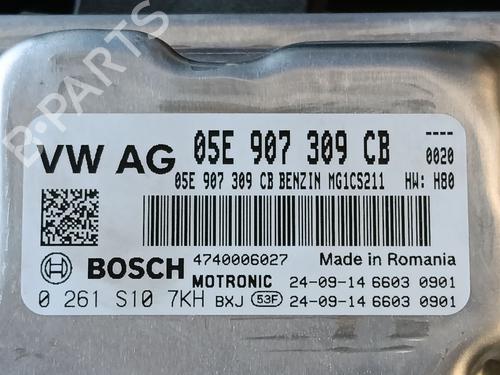 VW AG
05E 907 309 CB
----
0020
05E 907 309 CB BENZIN MG1CS211
HW: H80
BOSCH
4740006027
Made in Romania
MOTRONIC
24-09-14 6603 0901
0 261 S10 7KH
BXJ
53F
24-09-14 6603 0901
B-PARTS